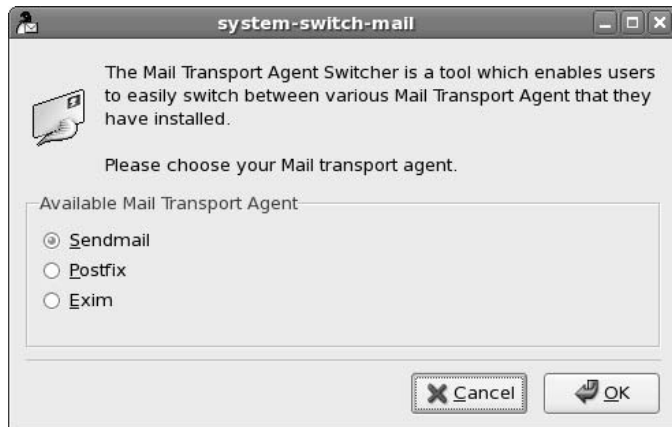 system-switch-mail
The Mail Transport Agent Switcher is a tool which enables users
to easily switch between various Mail Transport Agent that they
have installed.
Please choose your Mail transport agent.
Available Mail Transport Agent
Sendmail
Postfix
Exim
Cancel
OK